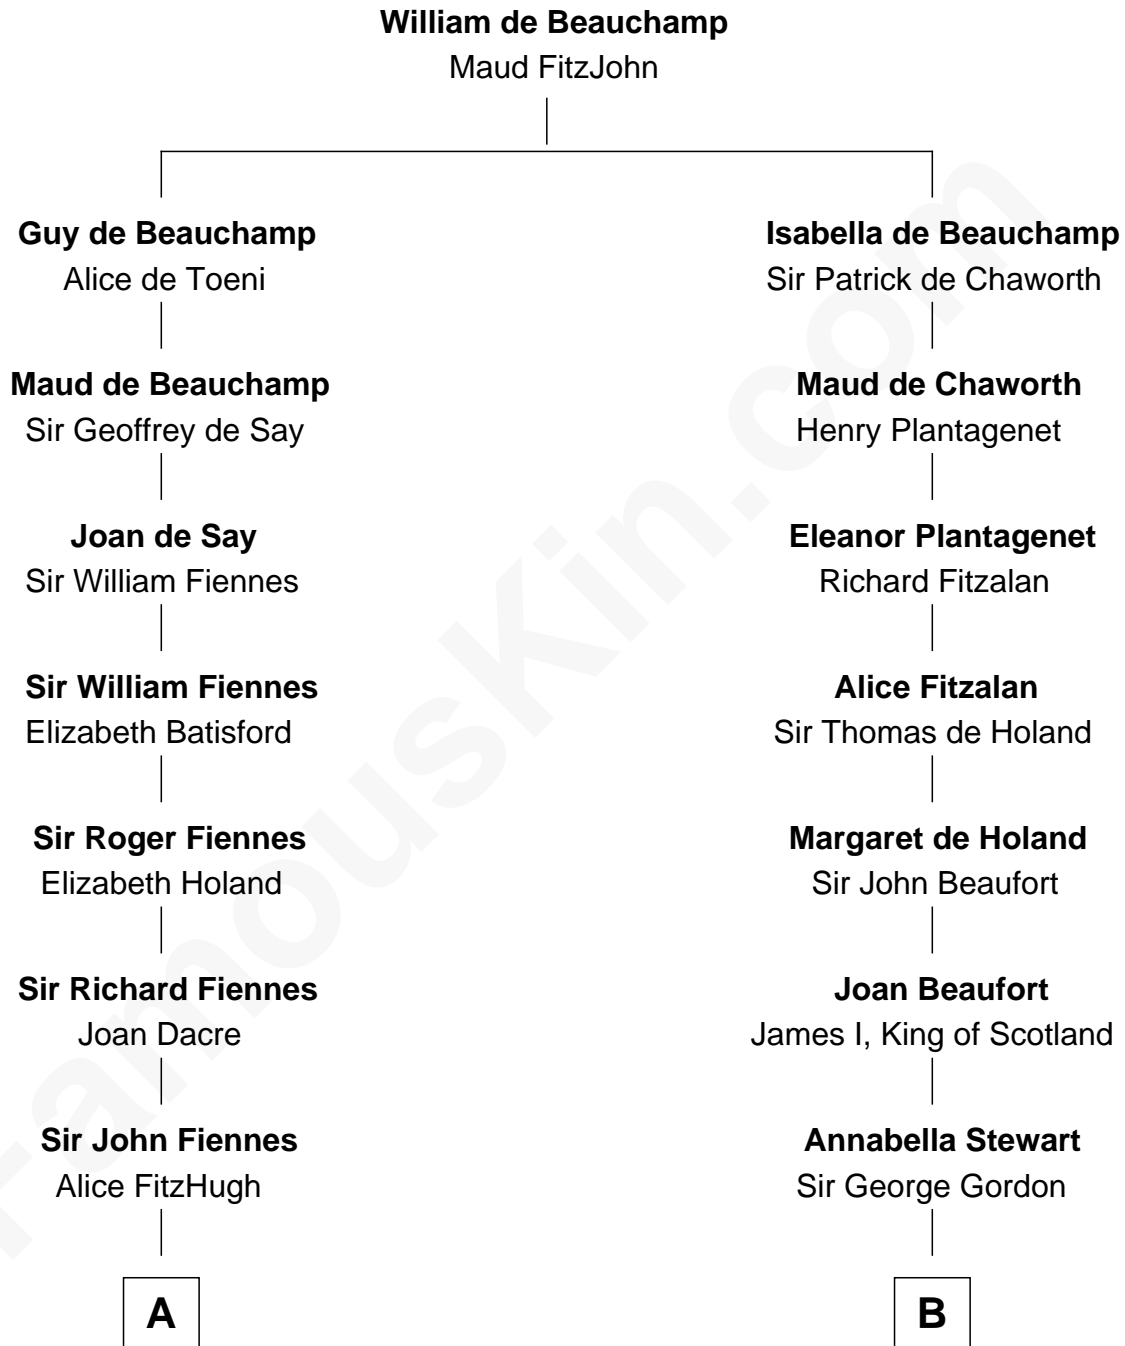 William de Beauchamp
Maud FitzJohn
Guy de Beauchamp
Alice de Toeni
Isabella de Beauchamp
Sir Patrick de Chaworth
Maud de Beauchamp
Sir Geoffrey de Say
Maud de Chaworth
Henry Plantagenet
Joan de Say
Sir William Fiennes
Eleanor Plantagenet
Richard Fitzalan
Sir William Fiennes
Elizabeth Batisford
Alice Fitzalan
Sir Thomas de Holand
Sir Roger Fiennes
Elizabeth Holand
Margaret de Holand
Sir John Beaufort
Sir Richard Fiennes
Joan Dacre
Joan Beaufort
James I, King of Scotland
Sir John Fiennes
Alice FitzHugh
Annabella Stewart
Sir George Gordon
A
B
FamousKin.com